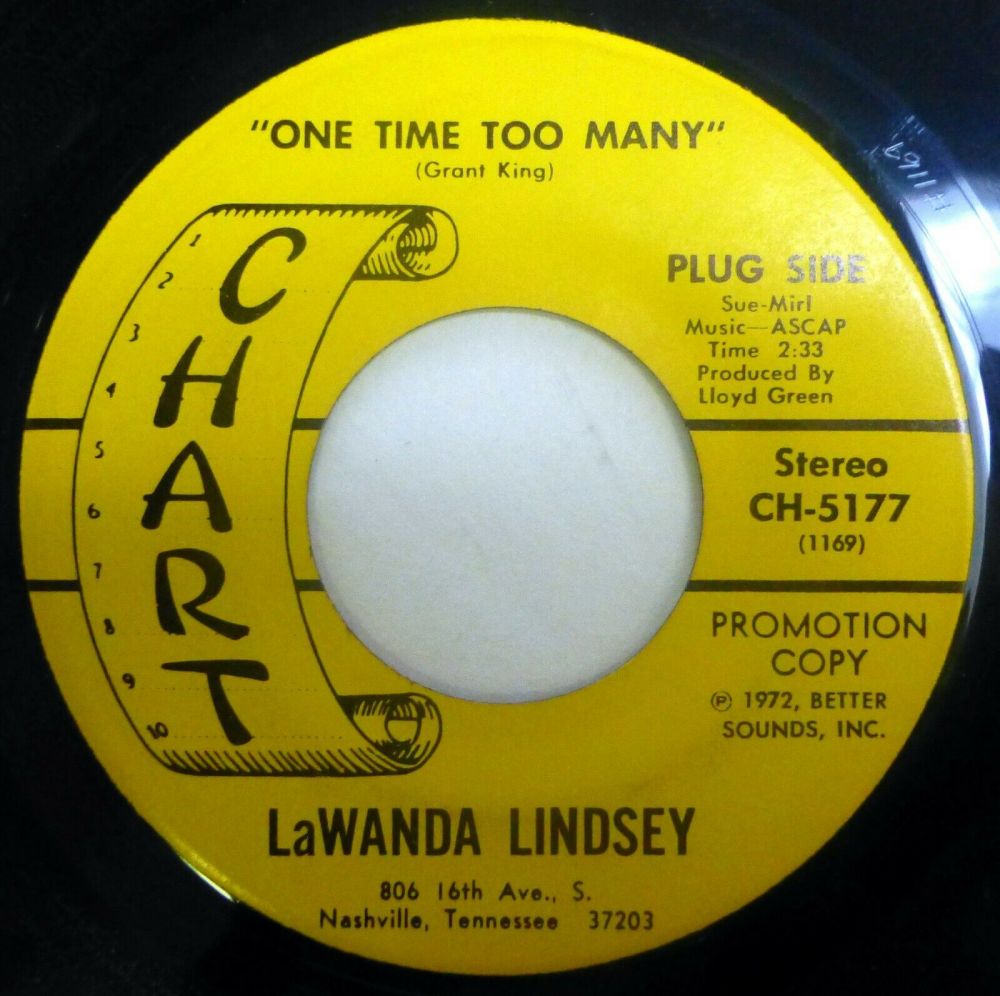 "ONE TIME TOO MANY"
(Grant King)
CHART
1
2
3
4
5
6
7
8
9
10
PLUG SIDE
Sue-Mirl
Music—ASCAP
Time 2:33
Produced By
Lloyd Green
Stereo
CH-5177
(1169)
PROMOTION
COPY
℗ 1972, BETTER
SOUNDS, INC.
LaWANDA LINDSEY
806 16th Ave., S.
Nashville, Tennessee 37203